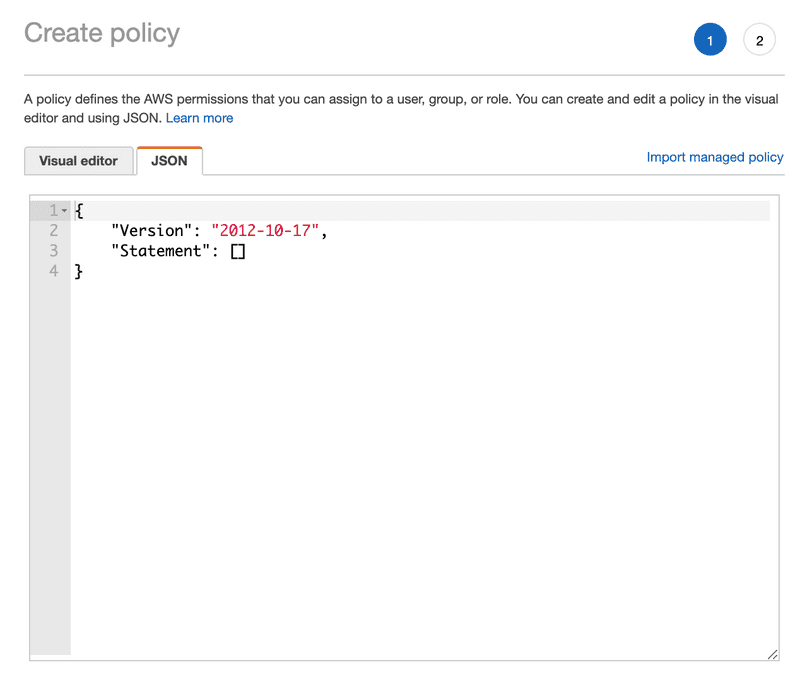 Create policy
1
2
A policy defines the AWS permissions that you can assign to a user, group, or role. You can create and edit a policy in the visual
editor and using JSON. Learn more
Visual editor
JSON
Import managed policy
1 {
2     "Version": "2012-10-17",
3     "Statement": []
4 }